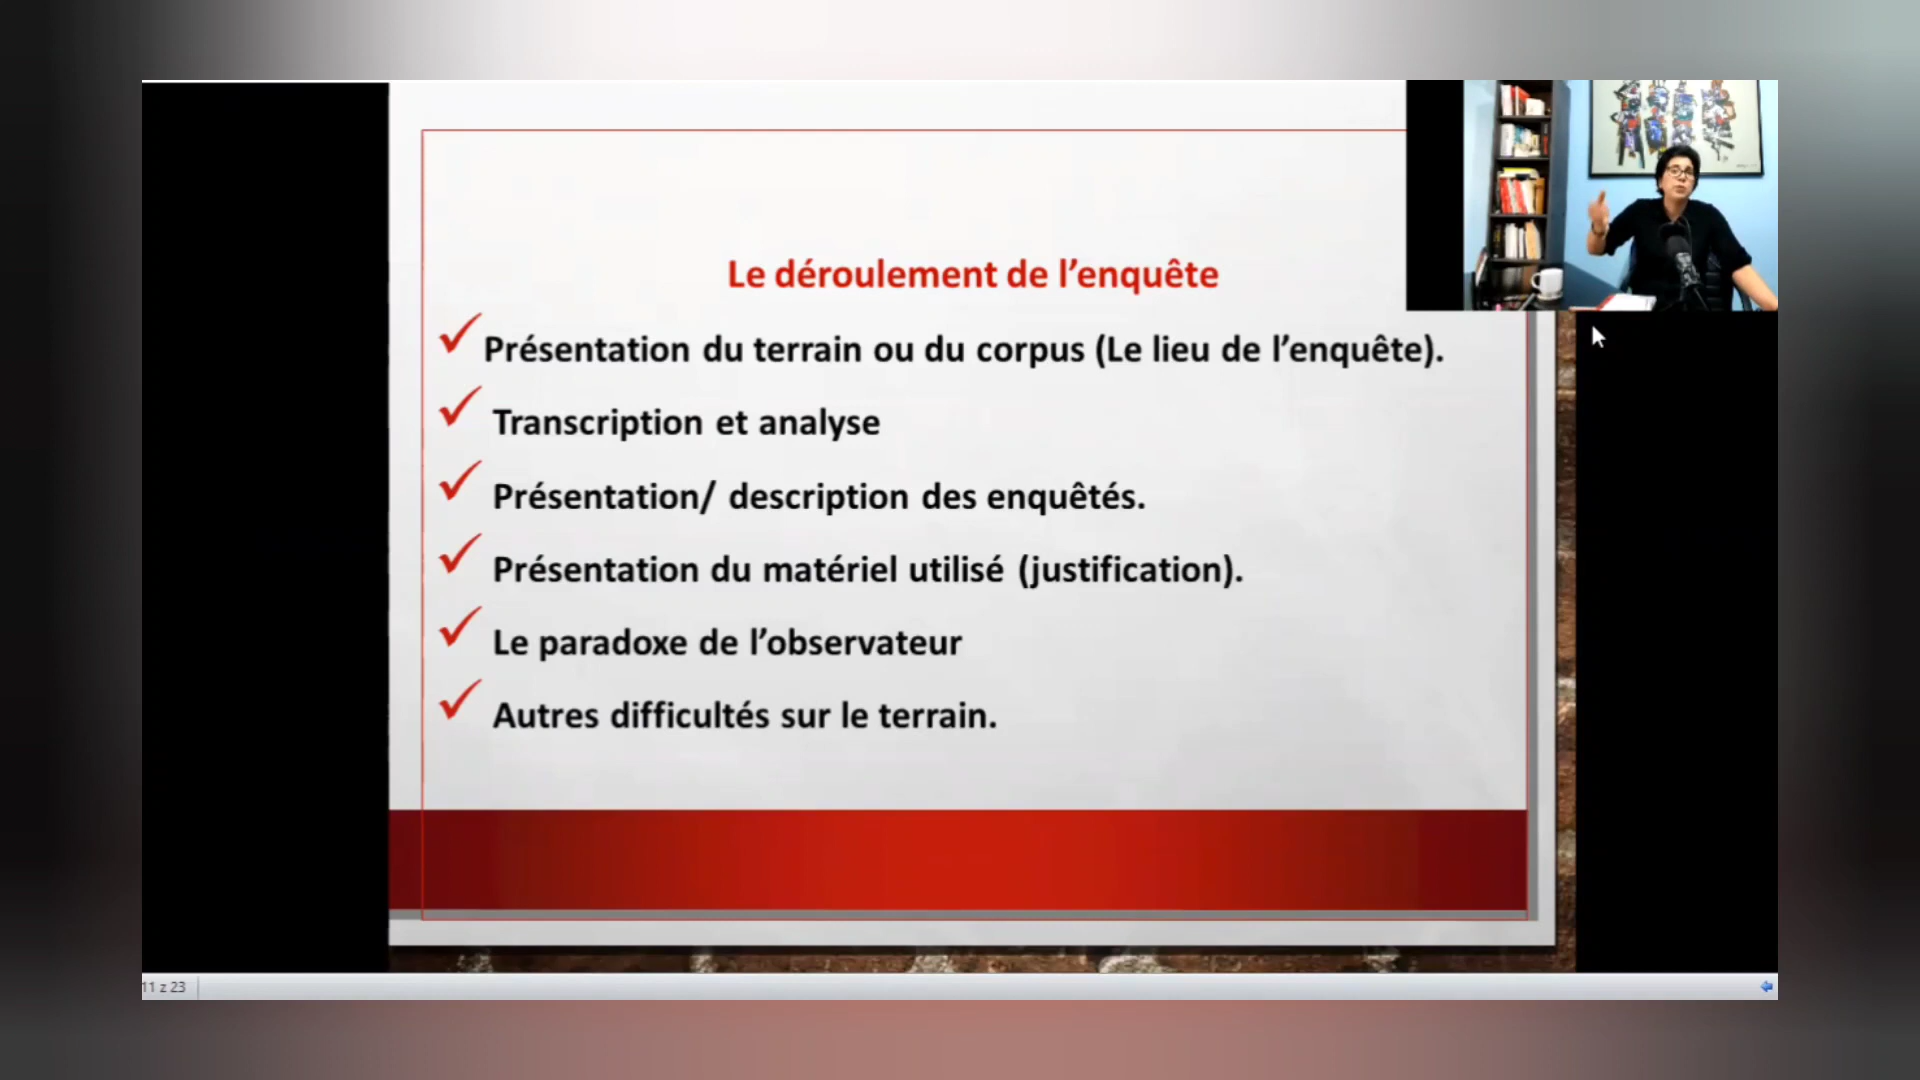 Le déroulement de l’enquête
Présentation du terrain ou du corpus (Le lieu de l’enquête).
Transcription et analyse
Présentation/ description des enquêtés.
Présentation du matériel utilisé (justification).
Le paradoxe de l’observateur
Autres difficultés sur le terrain.
11 z 23